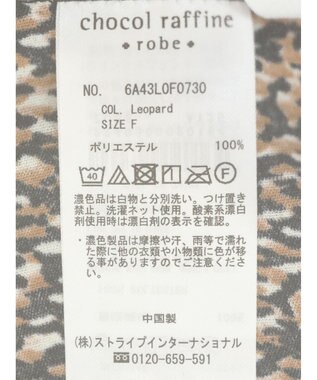 chocol raffine
• robe •
NO. 6A43L0F0730
COL. Leopard
SIZE F
ポリエステル 100%
40 F
濃色品は白物と分別洗い。つけ置き
禁止。洗濯ネット使用。酸素系漂白
剤使用時は漂白剤の表示を確認。
・濃色製品は摩擦や汗、雨等で濡れ
た際に他の衣類や小物類に色が移
る事がありますのでご注意くださ
い。
中国製
(株)ストライプインターナショナル
0120-659-591